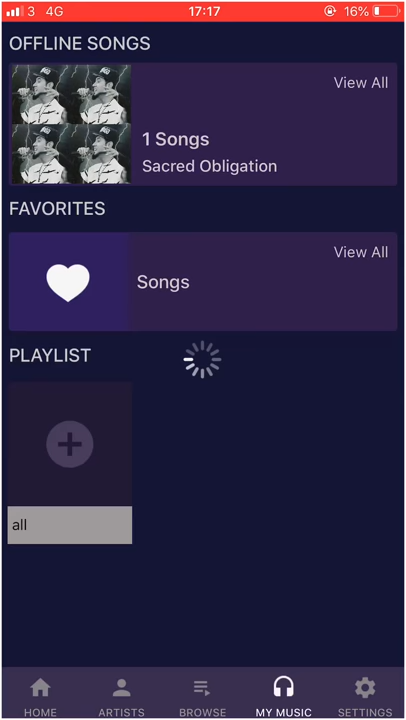 3 4G 17:17 16%
OFFLINE SONGS
View All
1 Songs
Sacred Obligation
FAVORITES
View All
Songs
PLAYLIST
all
HOME ARTISTS BROWSE MY MUSIC SETTINGS